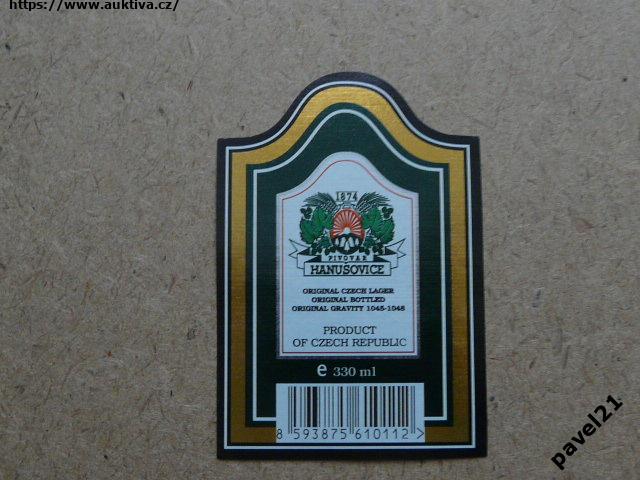 https://www.auktiva.cz/
1874
PIVOVAR
HANUŠOVICE
ORIGINAL CZECH LAGER
ORIGINAL BOTTLED
ORIGINAL GRAVITY 1045-1048
PRODUCT
OF CZECH REPUBLIC
e 330 ml
8 593875 610112 >
pavel21